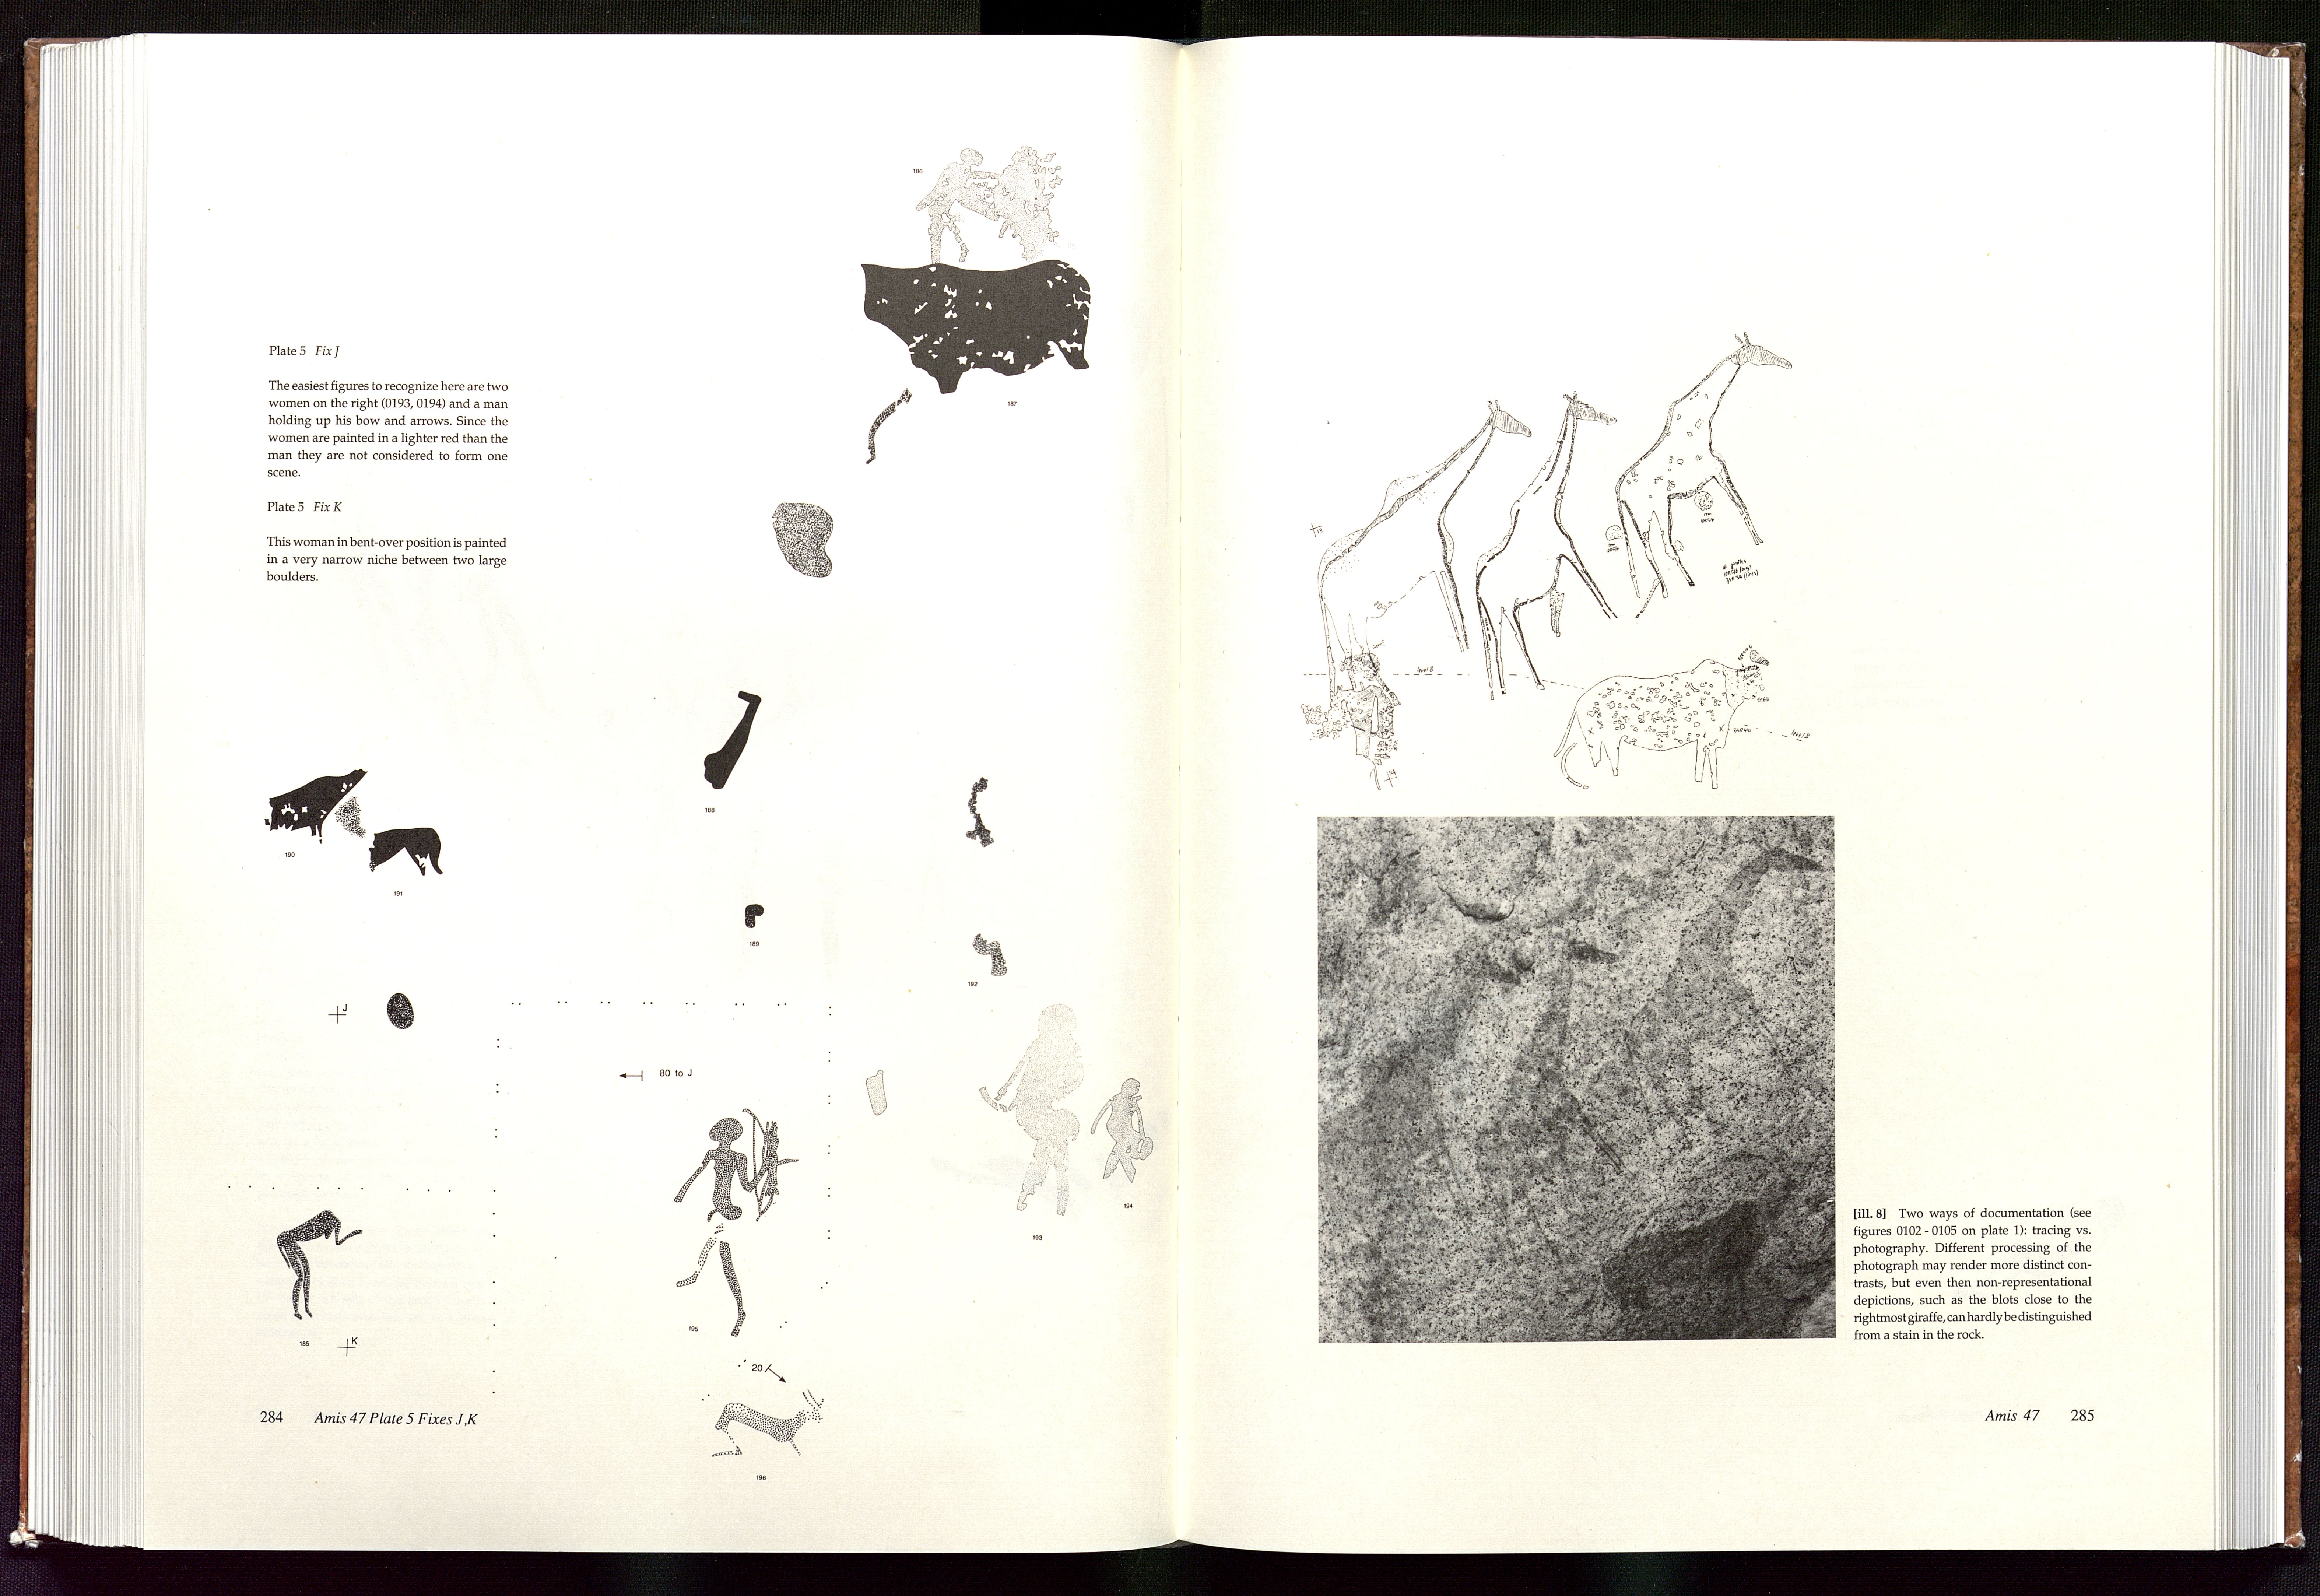 186
187
Plate 5 Fix J
The easiest figures to recognize here are two
women on the right (0193, 0194) and a man
holding up his bow and arrows. Since the
women are painted in a lighter red than the
man they are not considered to form one
scene.
Plate 5 Fix K
This woman in bent-over position is painted
in a very narrow niche between two large
boulders.
188
190
191
189
192
J
80 to J
194
193
195
185
K
20
284 Amis 47 Plate 5 Fixes J,K
196
level B
level B
[ill. 8] Two ways of documentation (see
figures 0102 - 0105 on plate 1): tracing vs.
photography. Different processing of the
photograph may render more distinct con-
trasts, but even then non-representational
depictions, such as the blots close to the
rightmost giraffe, can hardly be distinguished
from a stain in the rock.
Amis 47 285